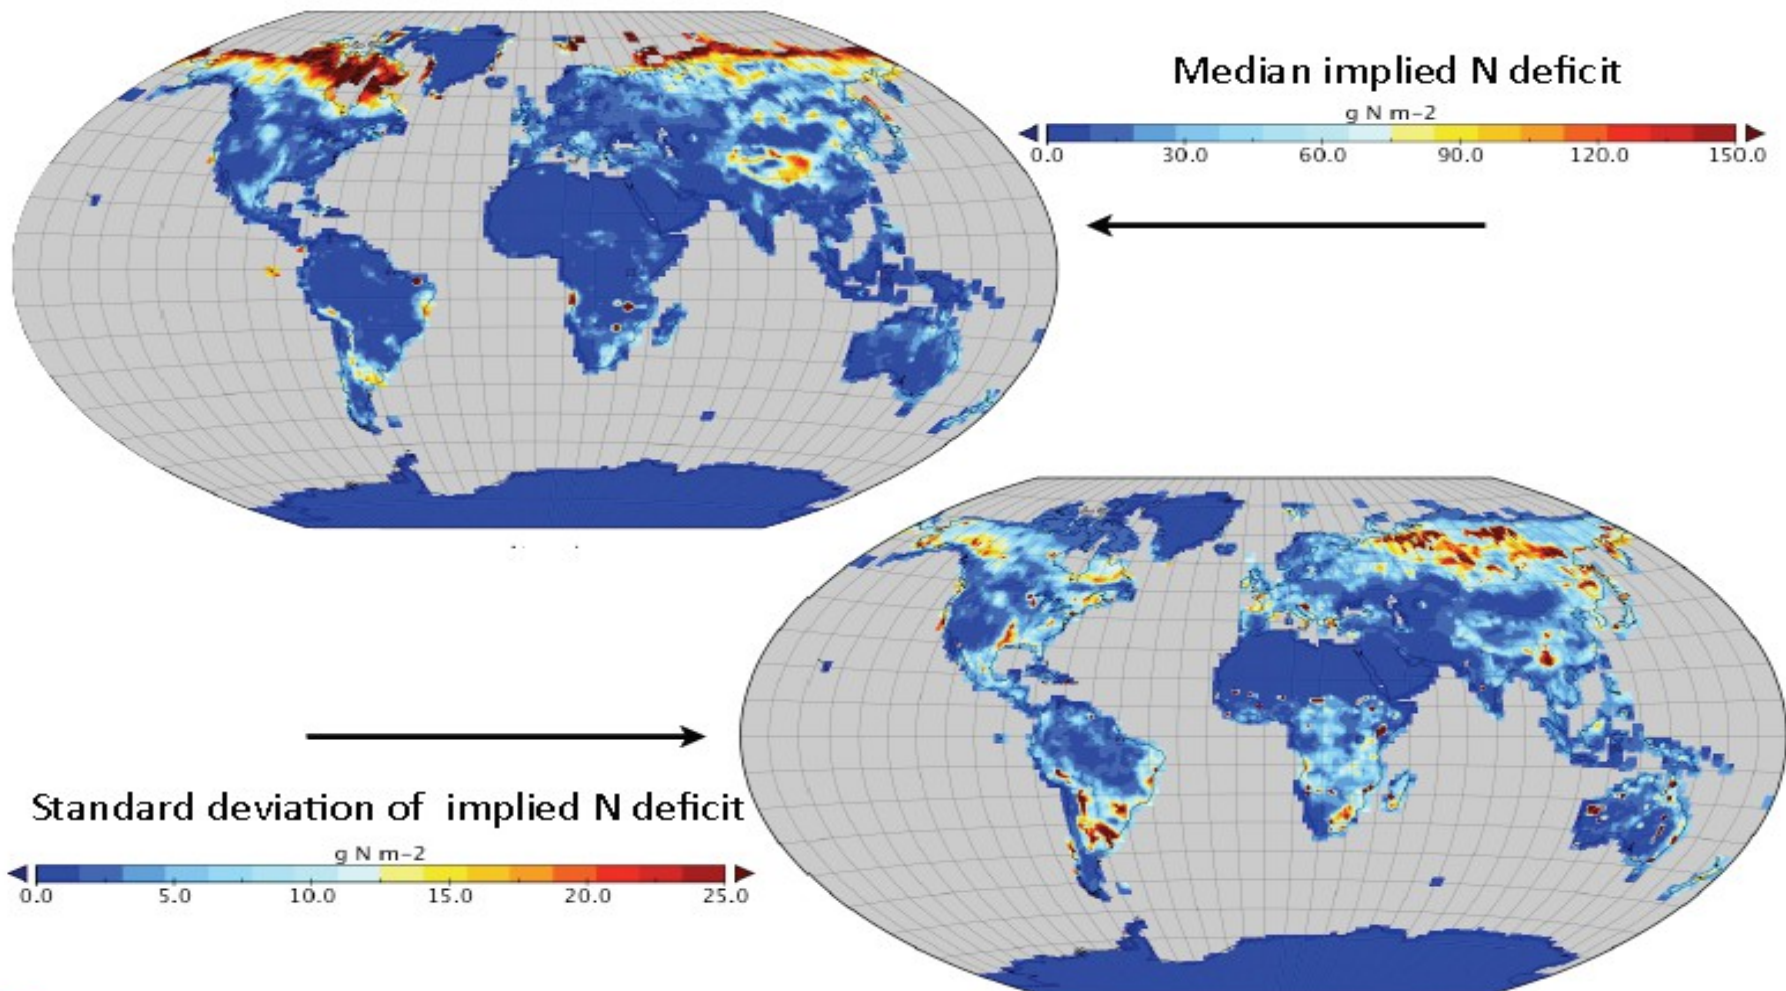 Median implied N deficit
g N m-2
0.0 30.0 60.0 90.0 120.0 150.0
Standard deviation of implied N deficit
g N m-2
0.0 5.0 10.0 15.0 20.0 25.0